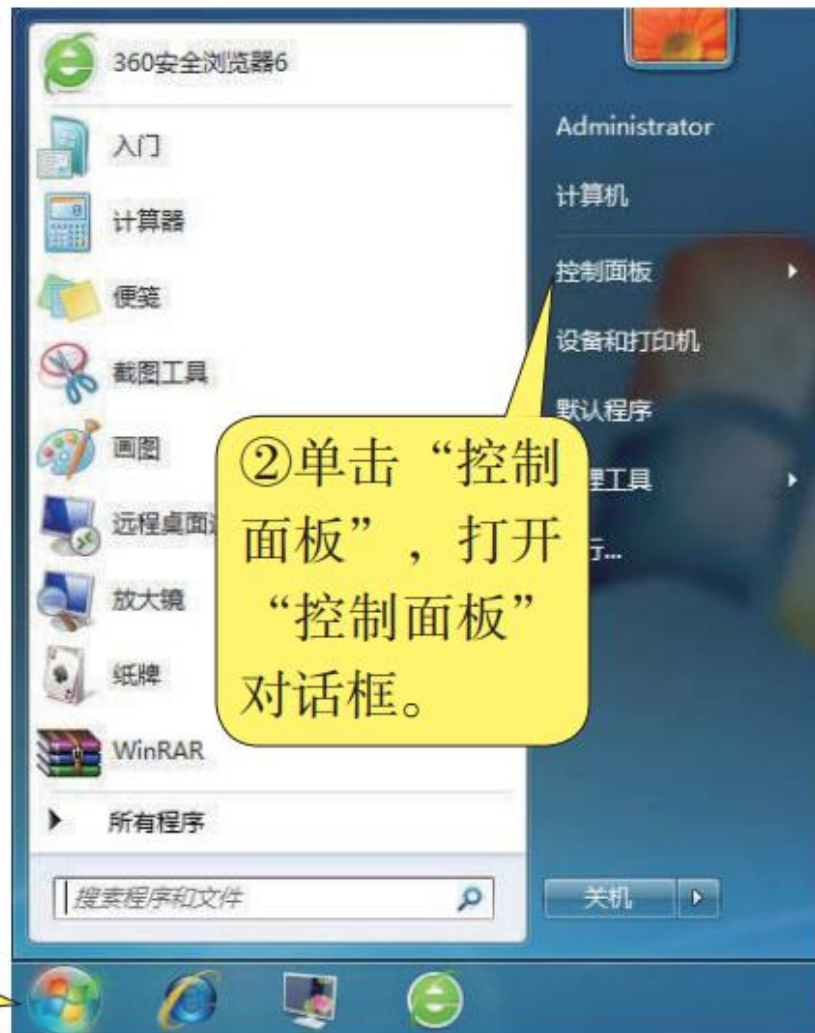 360安全浏览器6
入门
计算器
便笺
截图工具
画图
远程桌面
放大镜
纸牌
WinRAR
所有程序
搜索程序和文件
Administrator
计算机
控制面板
设备和打印机
默认程序
理工具
行...
关机
②单击“控制
面板”，打开
“控制面板”
对话框。